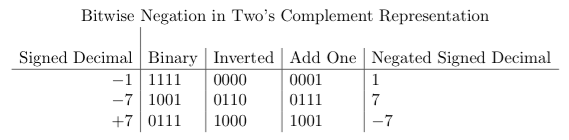 Bitwise Negation in Two's Complement Representation
Signed Decimal Binary Inverted Add One Negated Signed Decimal
−1 1111 0000 0001 1
−7 1001 0110 0111 7
+7 0111 1000 1001 −7